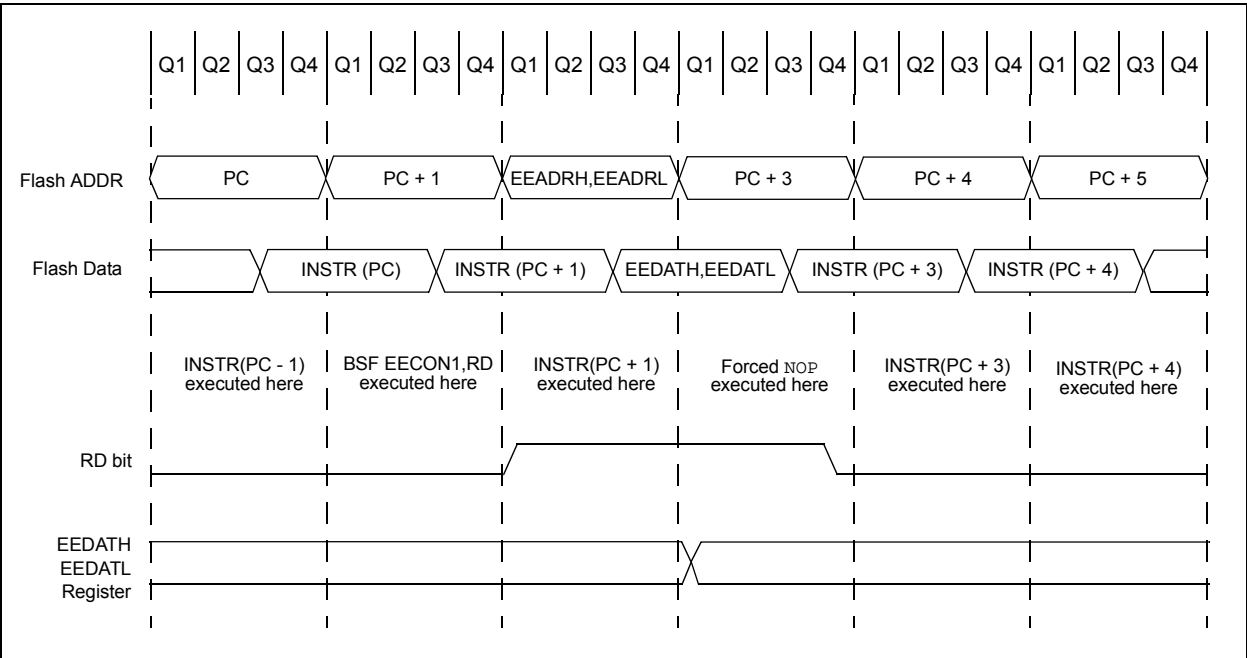 Q1 Q2 Q3 Q4 Q1 Q2 Q3 Q4 Q1 Q2 Q3 Q4 Q1 Q2 Q3 Q4 Q1 Q2 Q3 Q4 Q1 Q2 Q3 Q4
Flash ADDR PC PC + 1 EEADRH,EEADRL PC + 3 PC + 4 PC + 5
Flash Data INSTR (PC) INSTR (PC + 1) EEDATH,EEDATL INSTR (PC + 3) INSTR (PC + 4)
INSTR(PC - 1) BSF EECON1,RD INSTR(PC + 1) Forced NOP INSTR(PC + 3) INSTR(PC + 4)
executed here executed here executed here executed here executed here executed here
RD bit
EEDATH
EEDATL
Register